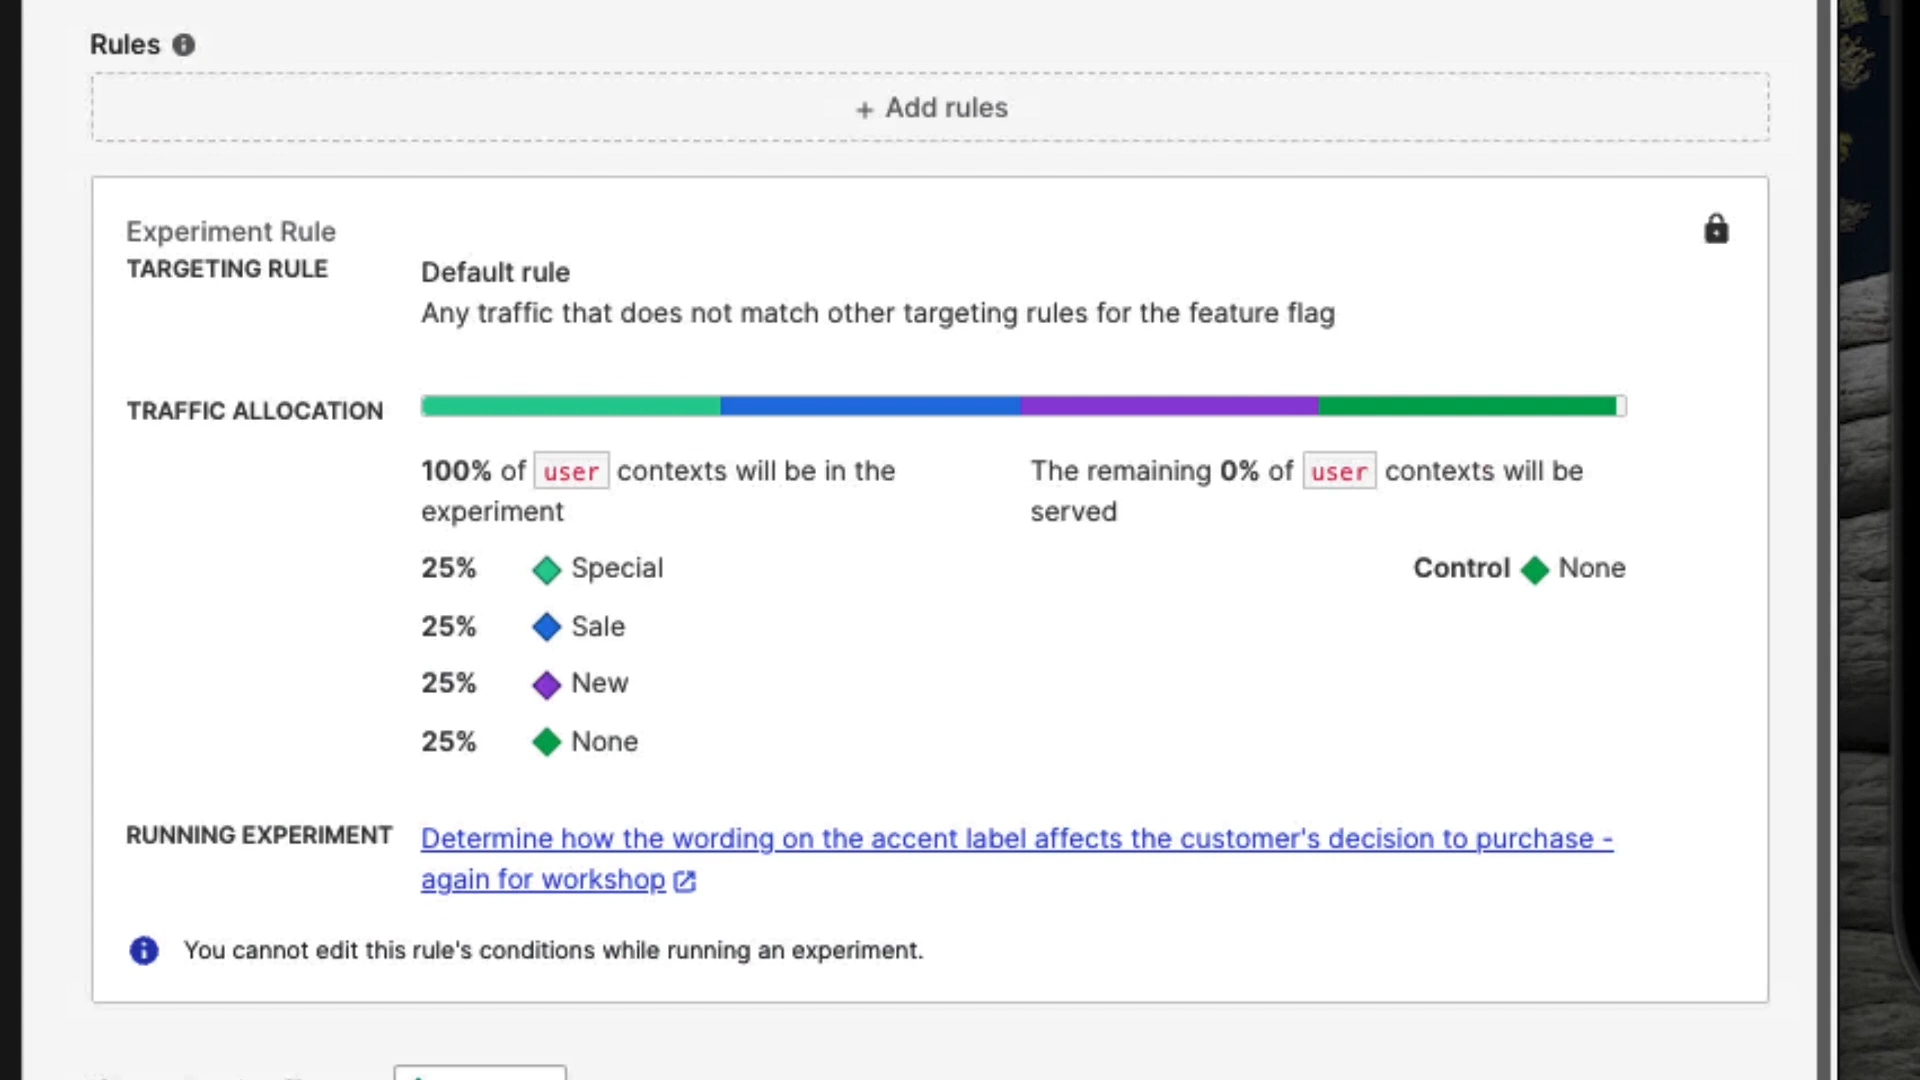 Rules
+ Add rules
Experiment Rule
TARGETING RULE
Default rule
Any traffic that does not match other targeting rules for the feature flag
TRAFFIC ALLOCATION
100% of user contexts will be in the
experiment
The remaining 0% of user contexts will be
served
25% Special
Control None
25% Sale
25% New
25% None
RUNNING EXPERIMENT
Determine how the wording on the accent label affects the customer's decision to purchase -
again for workshop
You cannot edit this rule's conditions while running an experiment.